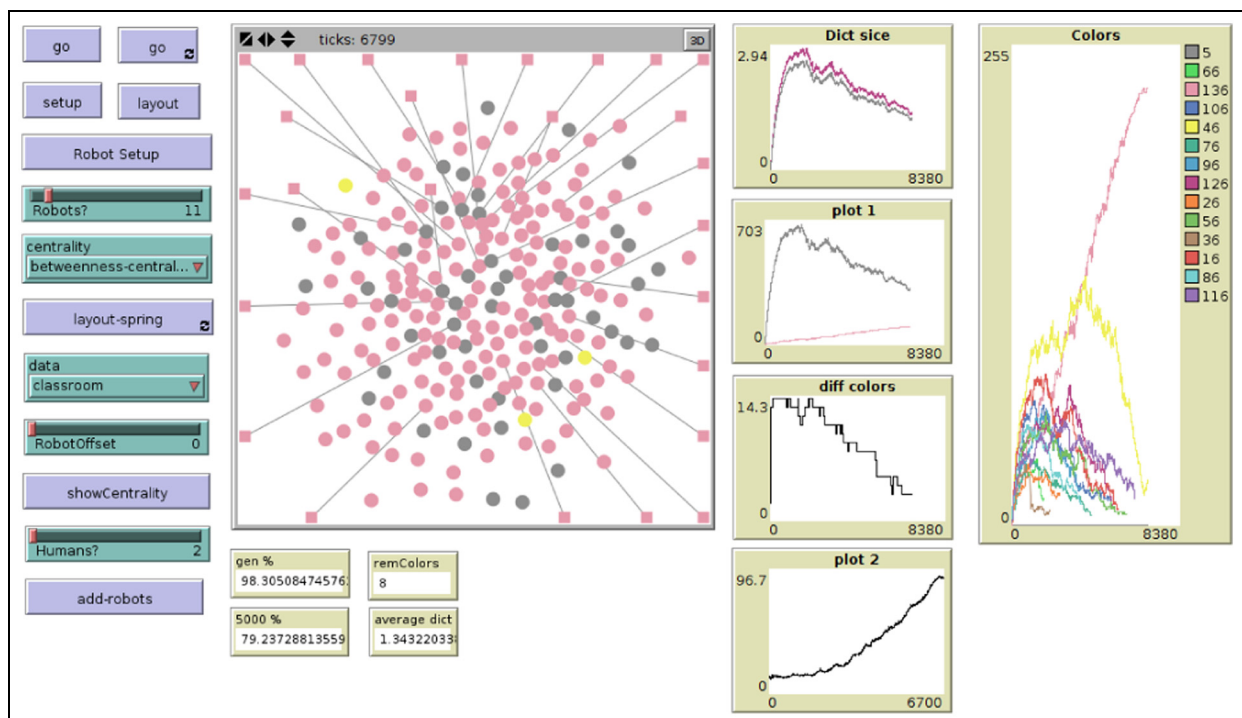 go
go
setup
layout
Robot Setup
Robots?
11
centrality
betweenness-central...
layout-spring
data
classroom
RobotOffset
0
showCentrality
Humans?
2
add-robots
ticks: 6799
3D
gen %
98.30508474576
remColors
8
5000 %
79.23728813559
average dict
1.34322033
Dict sice
2.94
0
0
8380
plot 1
703
0
0
8380
diff colors
14.3
0
0
8380
plot 2
96.7
0
0
6700
Colors
255
0
0
8380
5
66
136
106
46
76
96
126
26
56
36
16
86
116